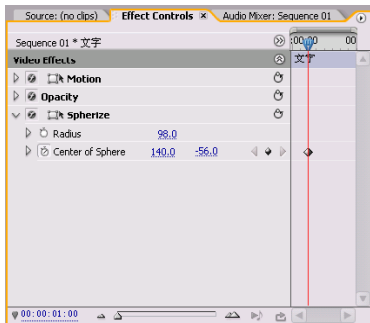 Source: (no clips) Effect Controls × Audio Mixer: Sequence 01
Sequence 01 * 文字 :00:00 00
Video Effects 文字
Motion
Opacity
Spherize
Radius 98.0
Center of Sphere 140.0 -56.0
00:00:01:00